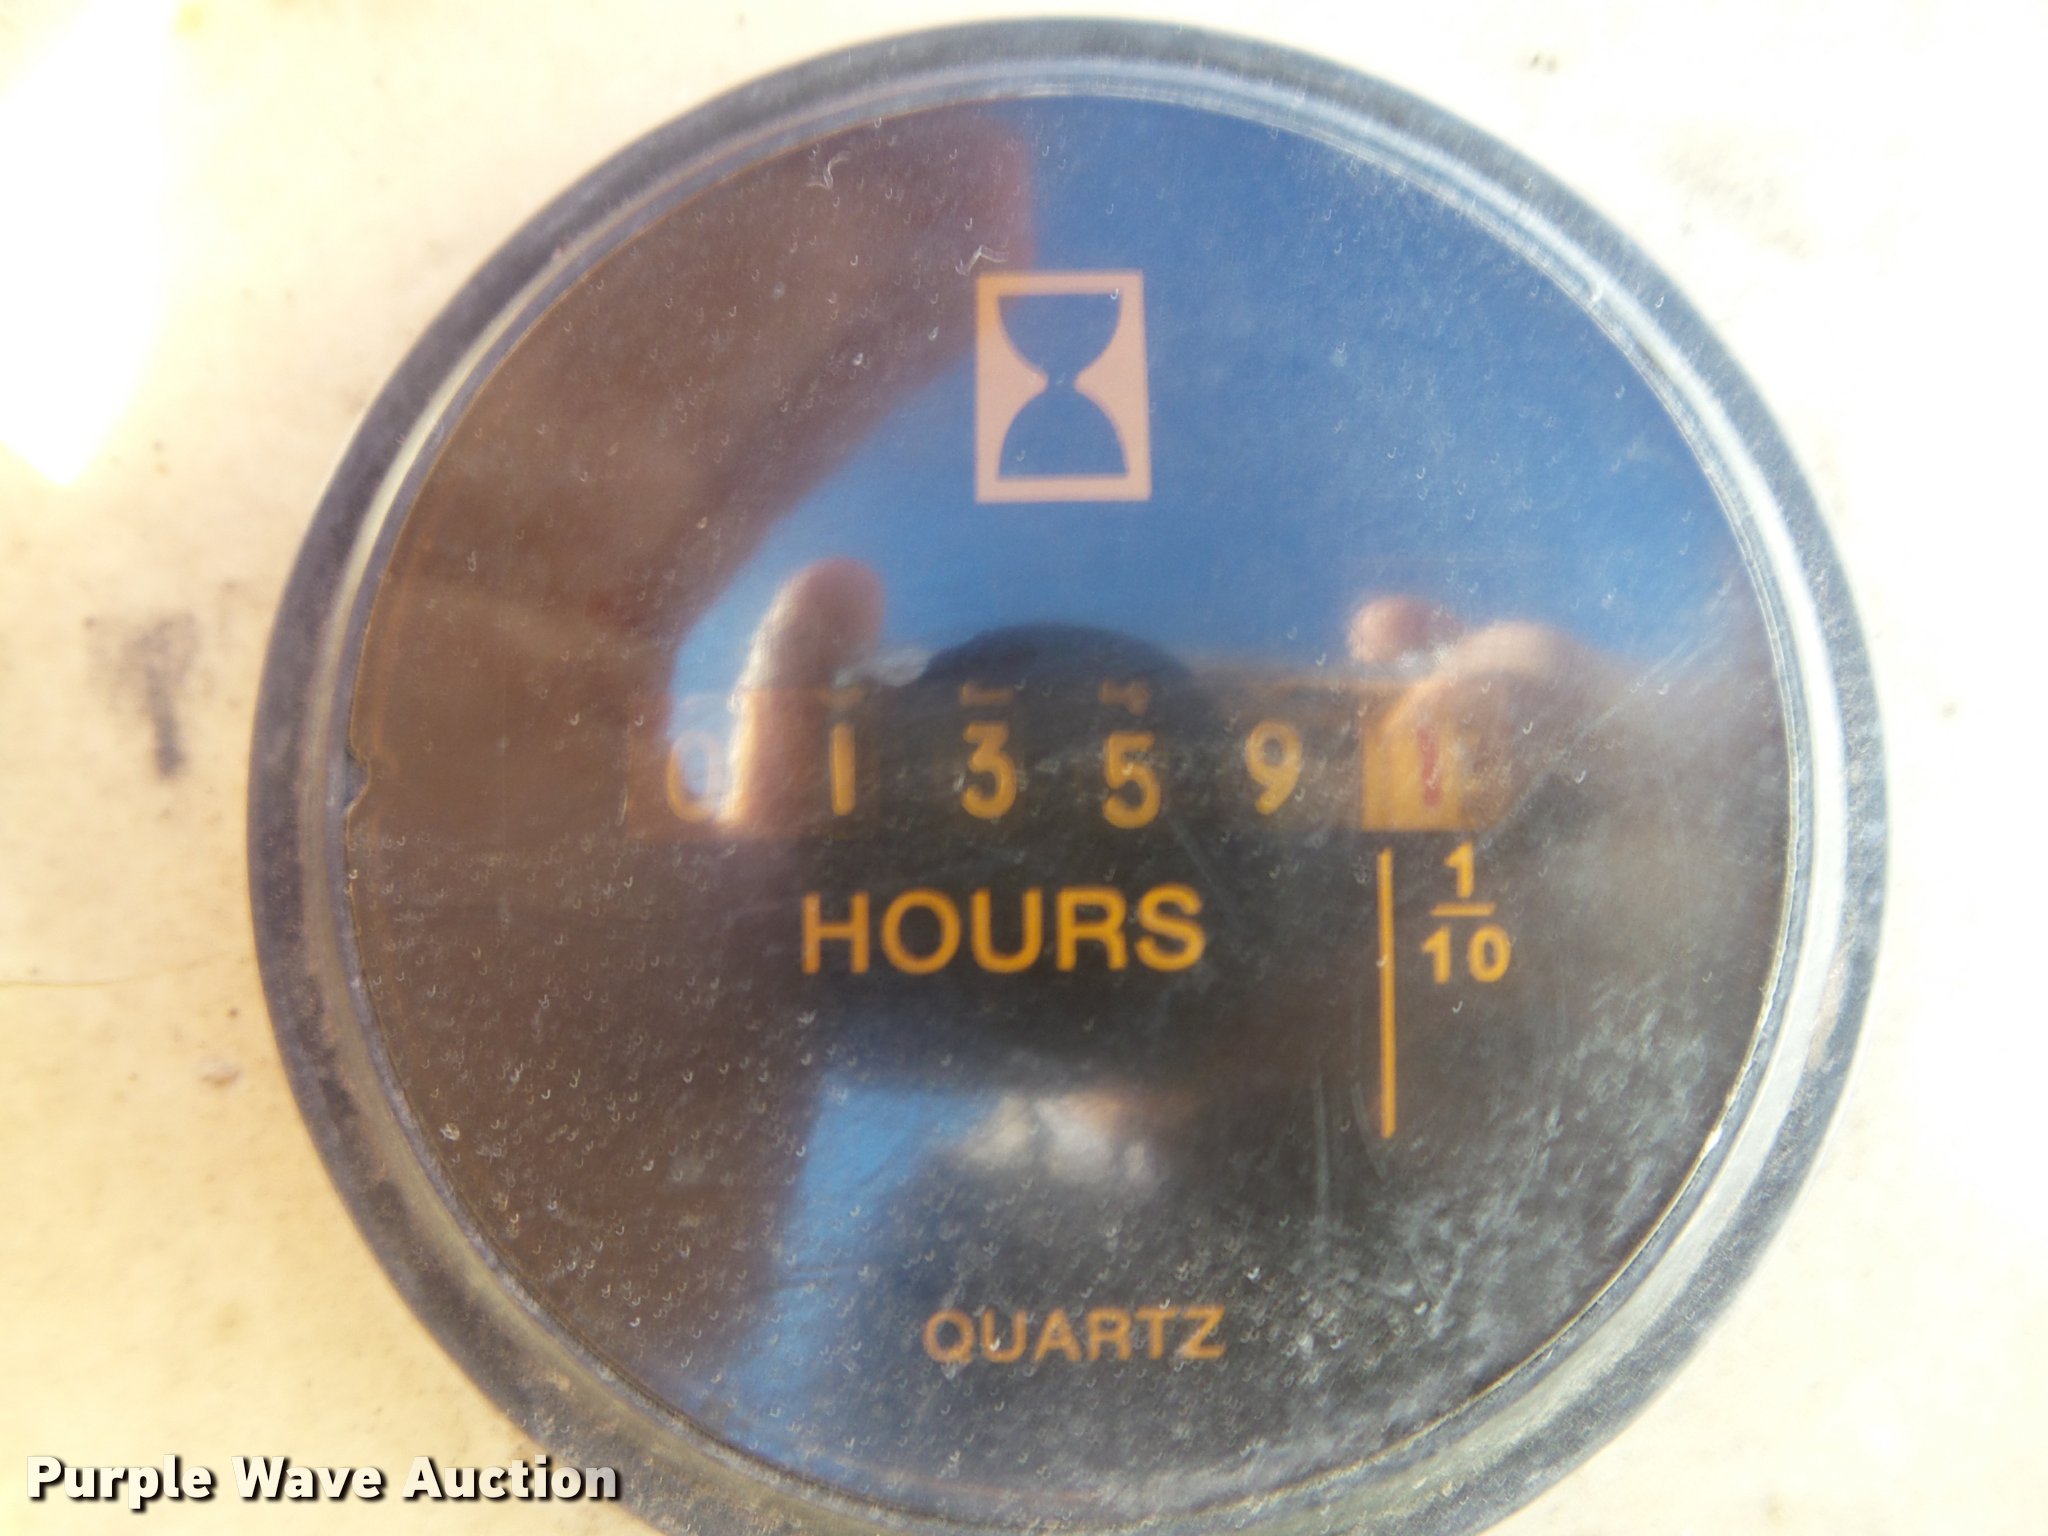 0 1 3 5 9 1
HOURS
1
10
QUARTZ
Purple Wave Auction